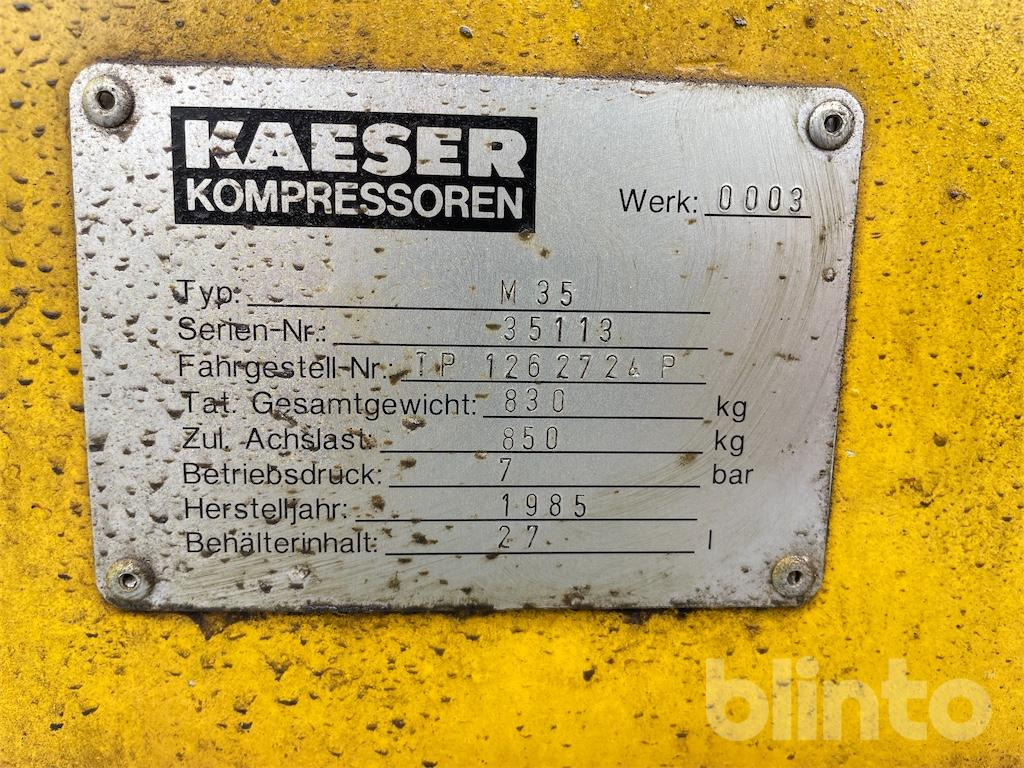 KAESER
KOMPRESSOREN
Werk: 0003
Typ: M 35
Serien-Nr.: 35113
Fahrgestell-Nr.: TP 1262724 P
Tat. Gesamtgewicht: 830 kg
Zul. Achslast: 850 kg
Betriebsdruck: 7 bar
Herstelljahr: 1985
Behälterinhalt: 27 l
blinto